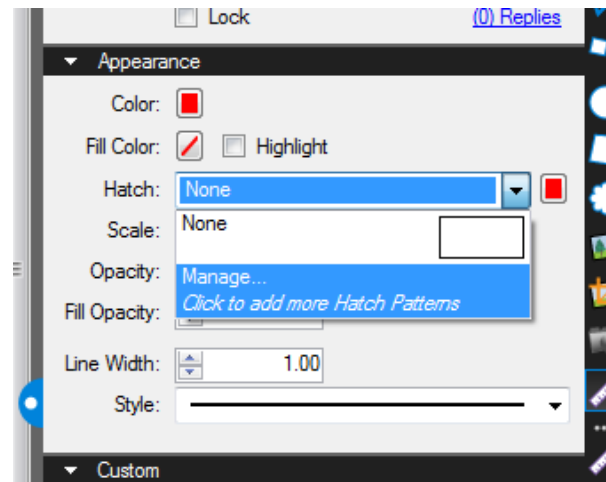 Lock
(0) Replies
Appearance
Color:
Fill Color:
Highlight
Hatch:
None
Scale:
None
Opacity:
Manage...
Click to add more Hatch Patterns
Fill Opacity:
Line Width:
1.00
Style:
Custom